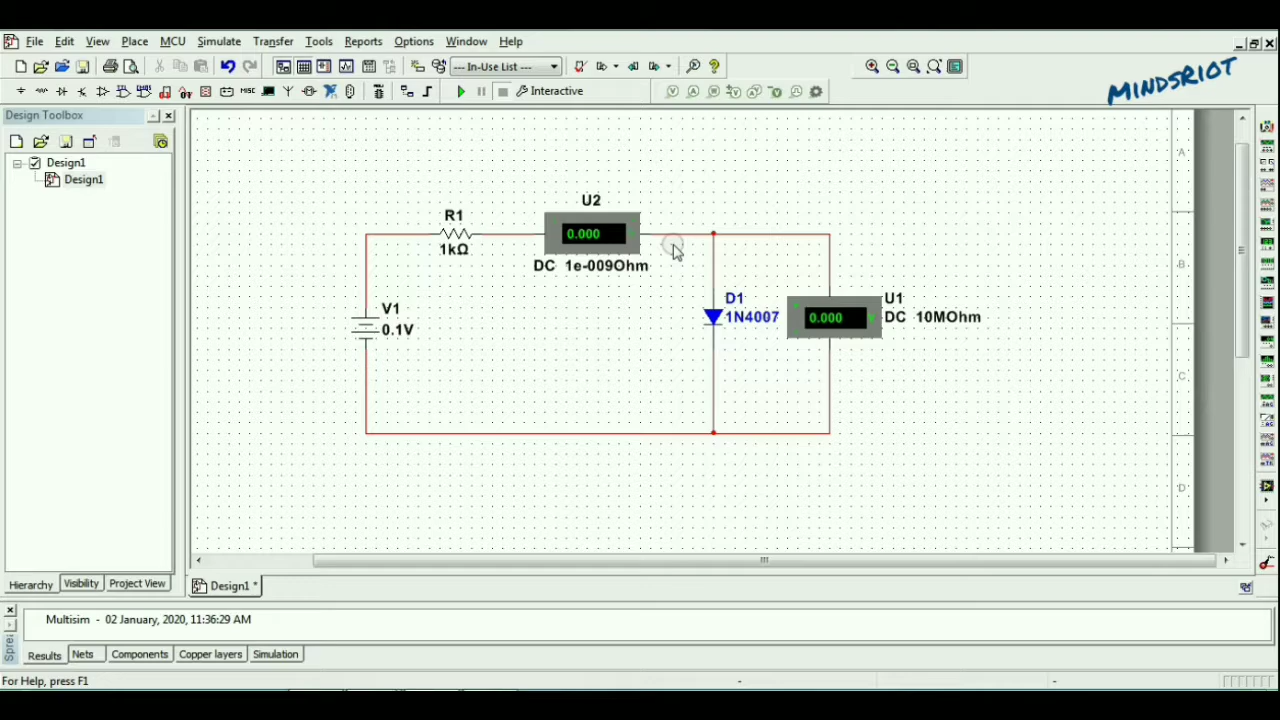 File Edit View Place MCU Simulate Transfer Tools Reports Options Window Help
--- In-Use List ---
MINDSRIOT
Interactive
Design Toolbox
Design1
Design1
A
U2
R1
0.000
B
1kΩ
DC 1e-009Ohm
D1
U1
V1
1N4007
0.000
DC 10MOhm
0.1V
C
D
Hierarchy Visibility Project View
Design1 *
Multisim - 02 January, 2020, 11:36:29 AM
Sprei
Results Nets Components Copper layers Simulation
For Help, press F1